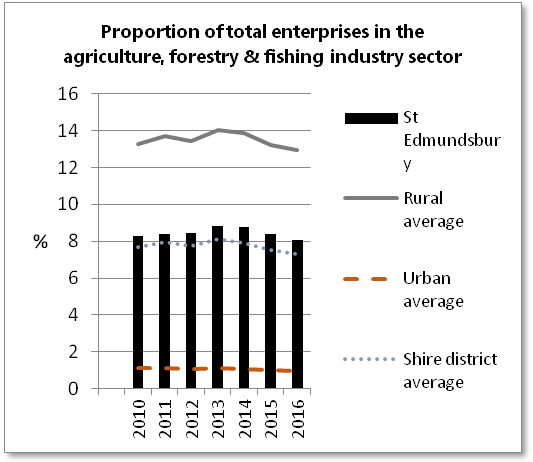 Proportion of total enterprises in the
agriculture, forestry & fishing industry sector
16
14
12
10
8
6
4
2
0
%
2010
2011
2012
2013
2014
2015
2016
St
Edmundsbur
y
Rural
average
Urban
average
Shire district
average